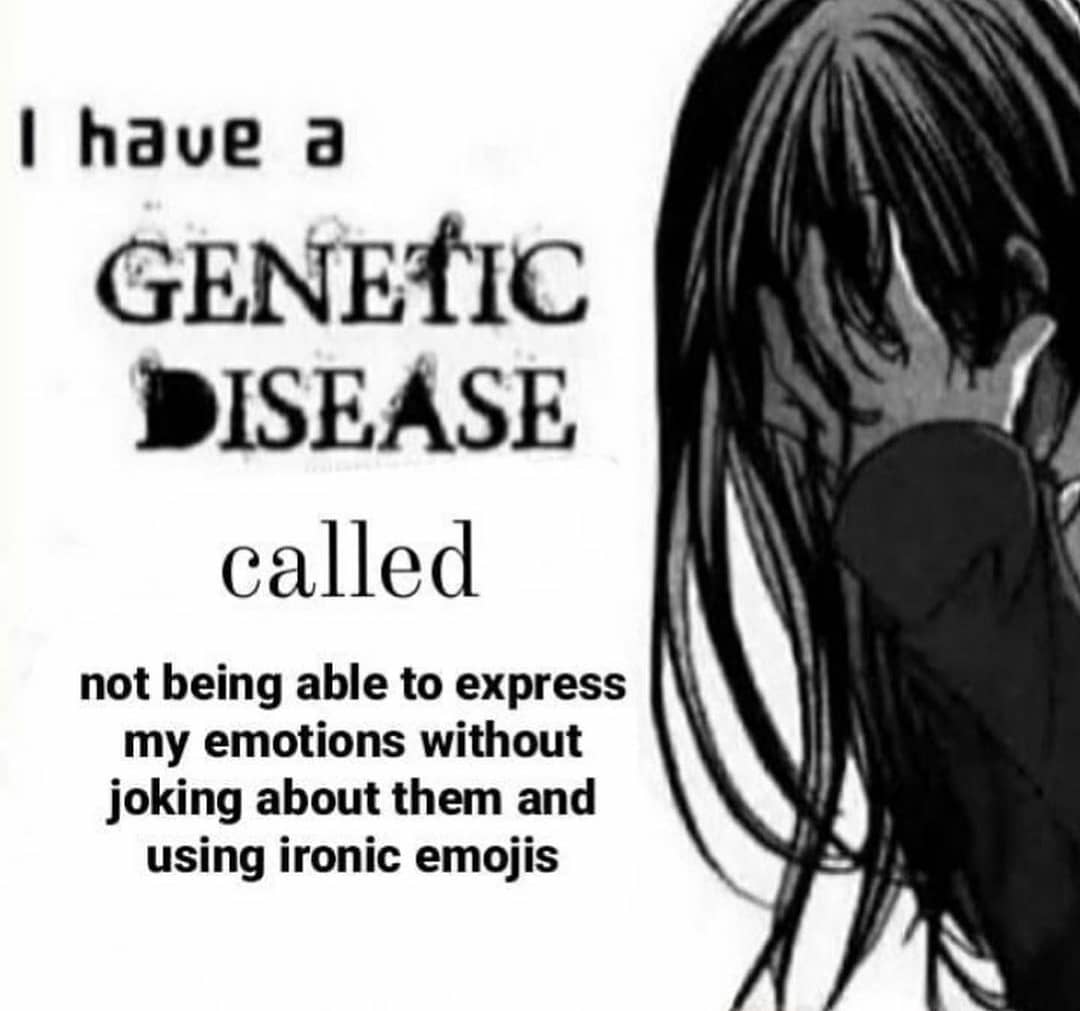 I have a
GENETIC
DISEASE
called
not being able to express
my emotions without
joking about them and
using ironic emojis